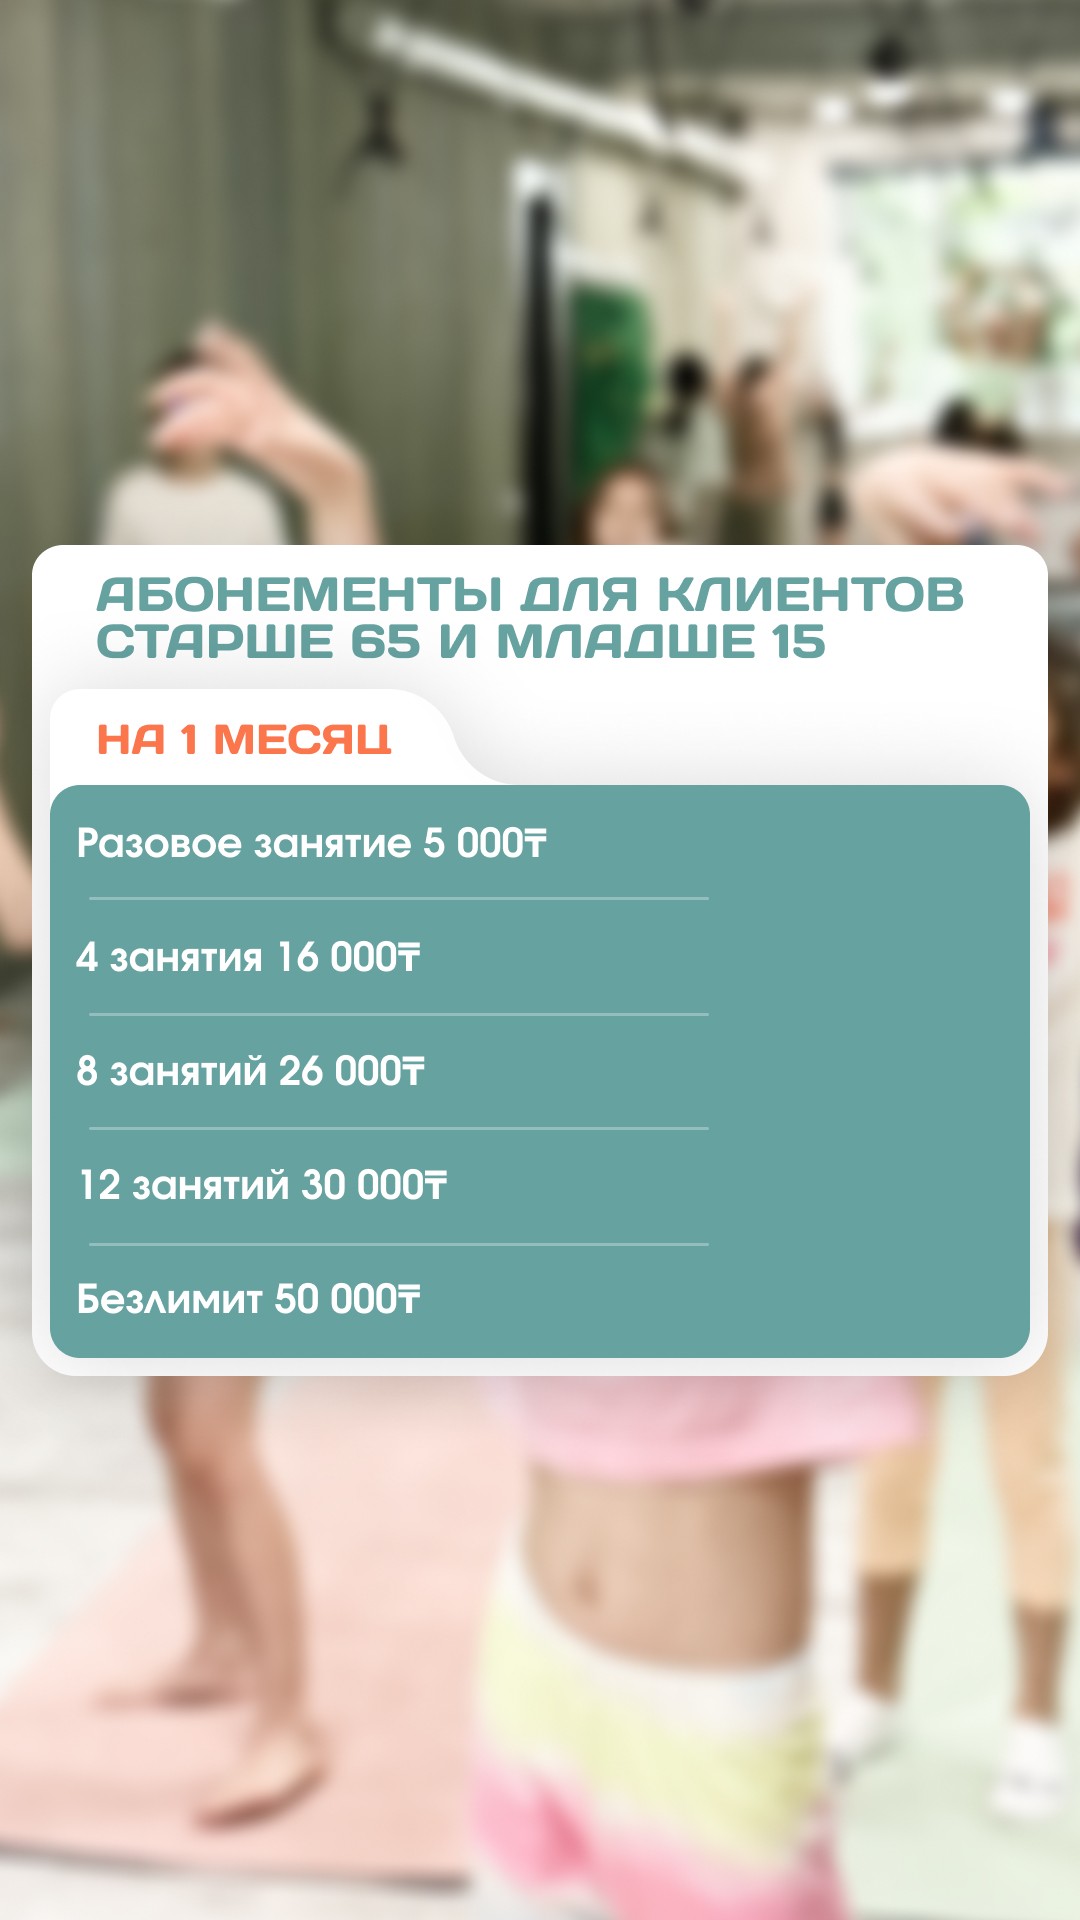 АБОНЕМЕНТЫ ДЛЯ КЛИЕНТОВ
СТАРШЕ 65 И МЛАДШЕ 15
НА 1 МЕСЯЦ
Разовое занятие 5 000₸
4 занятия 16 000₸
8 занятий 26 000₸
12 занятий 30 000₸
Безлимит 50 000₸